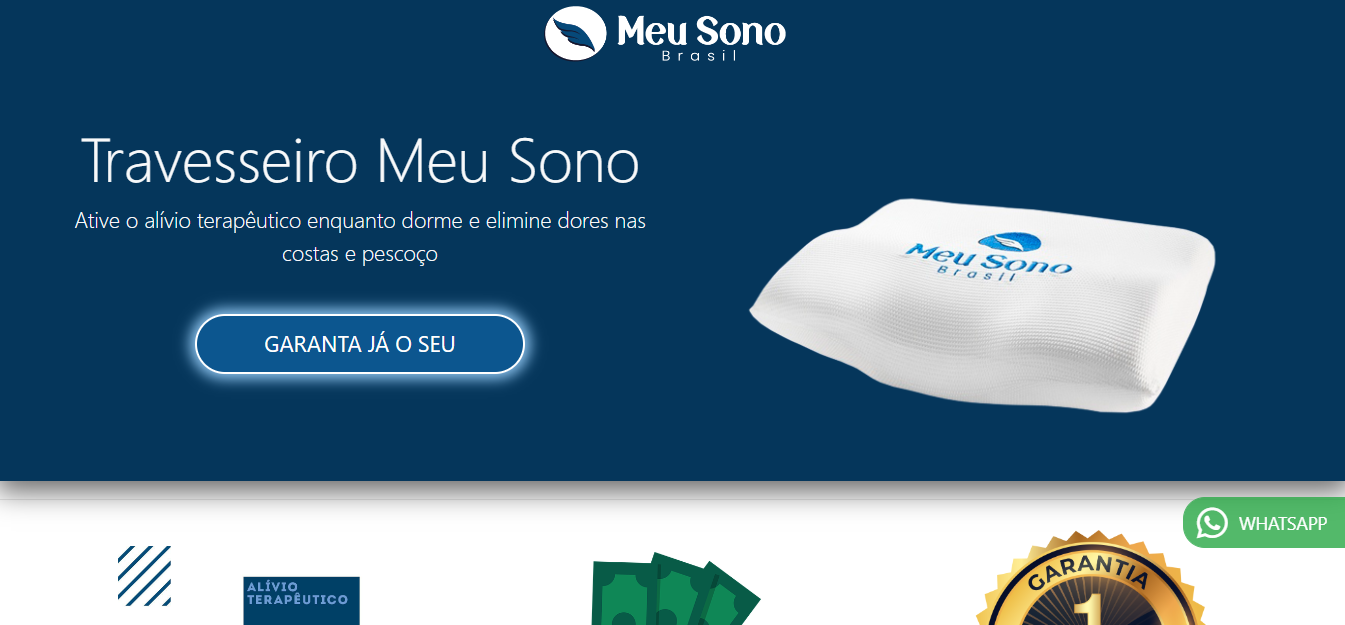 Meu Sono
Brasil
Travesseiro Meu Sono
Ative o alívio terapêutico enquanto dorme e elimine dores nas
costas e pescoço
GARANTA JÁ O SEU
Meu Sono
Brasil
WHATSAPP
ALÍVIO
TERAPÊUTICO
GARANTIA
1